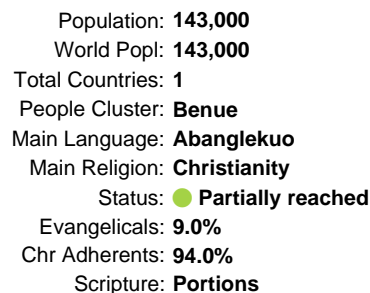 Population: 143,000
World Popl: 143,000
Total Countries: 1
People Cluster: Benue
Main Language: Abanglekuo
Main Religion: Christianity
Status: Partially reached
Evangelicals: 9.0%
Chr Adherents: 94.0%
Scripture: Portions